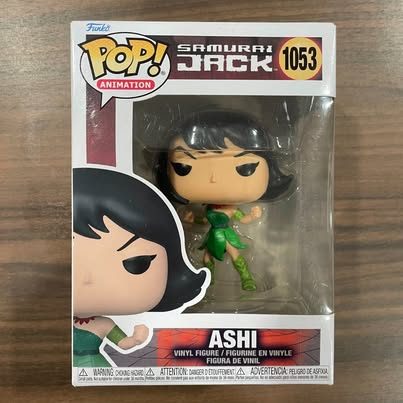 Funko
POP!
ANIMATION
SAMURAI
JACK
1053
ASHI
VINYL FIGURE / FIGURINE EN VINYLE
FIGURA DE VINIL
WARNING: CHOKING HAZARD
ATTENTION: DANGER D'ÉTOUFFEMENT
ADVERTENCIA: PELIGRO DE ASFIXIA